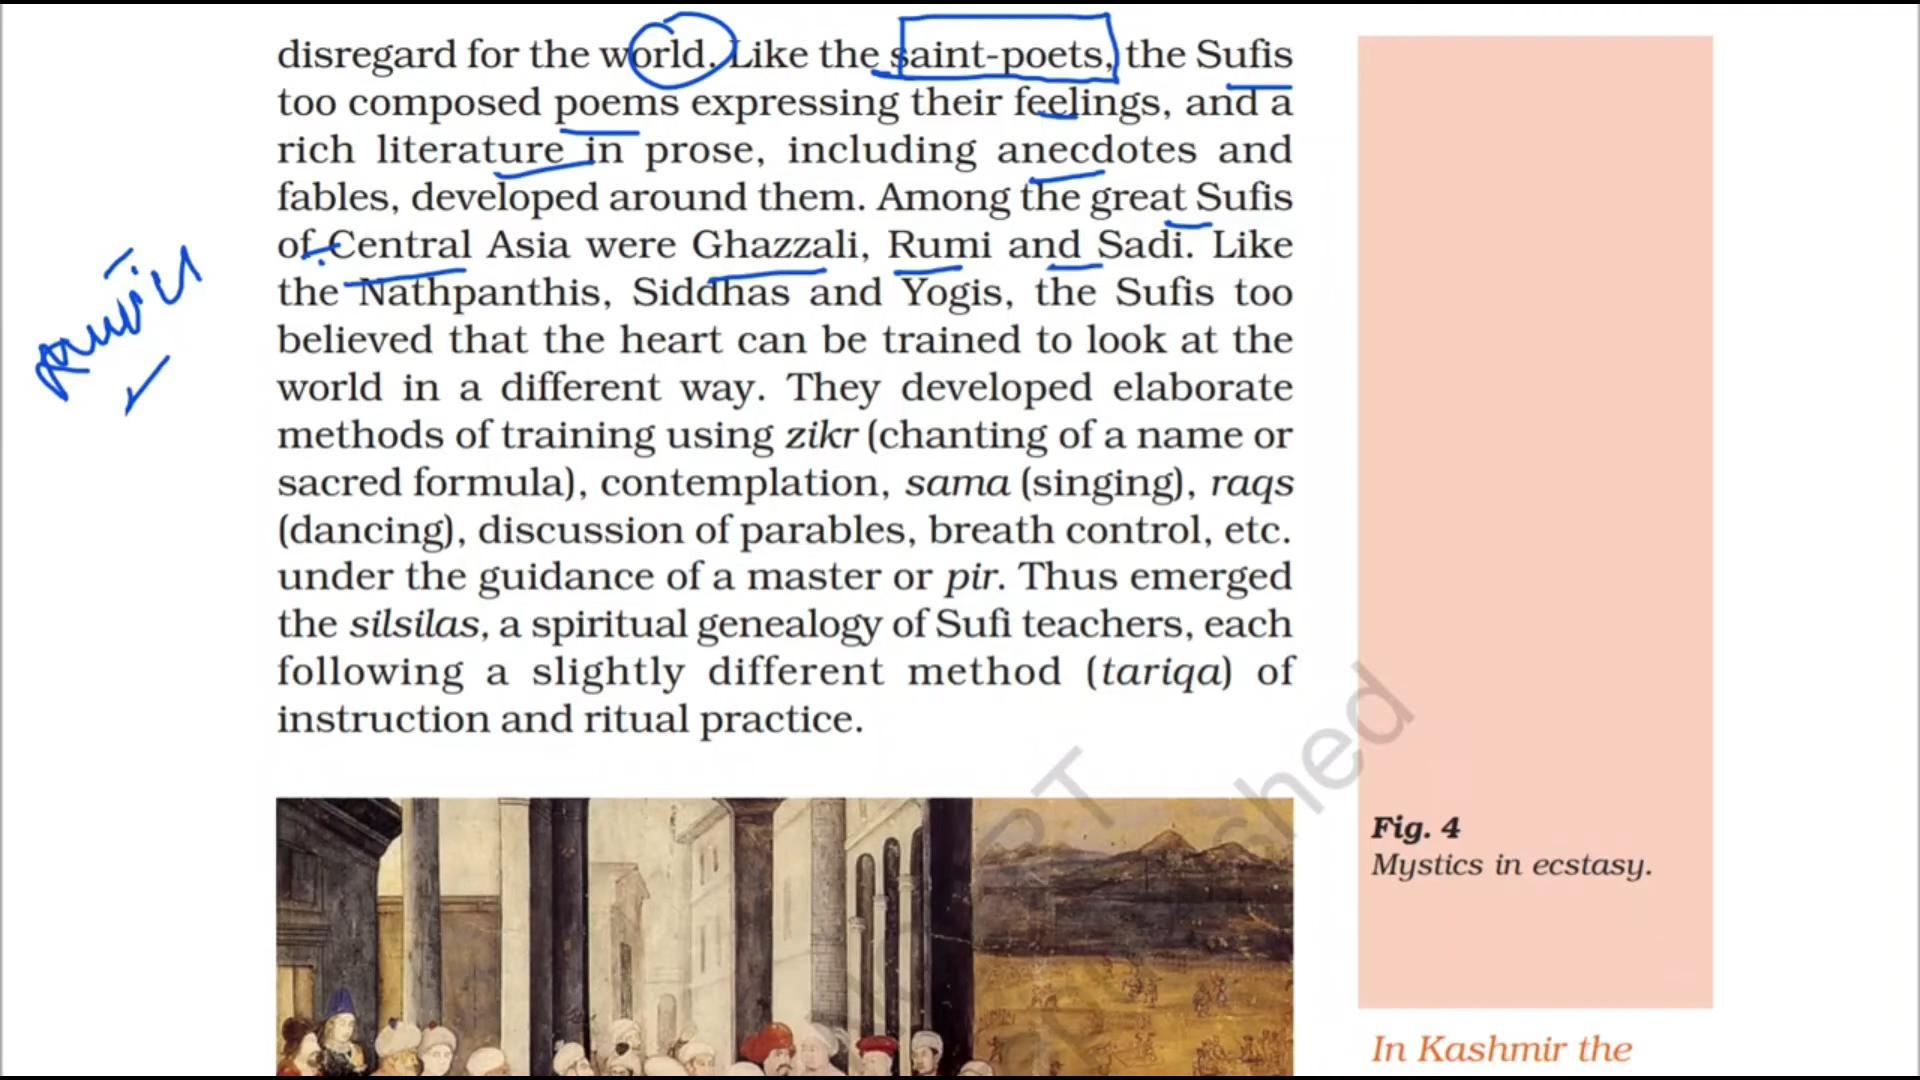 disregard for the world. Like the saint-poets, the Sufis
too composed poems expressing their feelings, and a
rich literature in prose, including anecdotes and
fables, developed around them. Among the great Sufis
of Central Asia were Ghazzali, Rumi and Sadi. Like
the Nathpanthis, Siddhas and Yogis, the Sufis too
believed that the heart can be trained to look at the
world in a different way. They developed elaborate
methods of training using zikr (chanting of a name or
sacred formula), contemplation, sama (singing), raqs
(dancing), discussion of parables, breath control, etc.
under the guidance of a master or pir. Thus emerged
the silsilas, a spiritual genealogy of Sufi teachers, each
following a slightly different method (tariqa) of
instruction and ritual practice.
Fig. 4
Mystics in ecstasy.
In Kashmir the